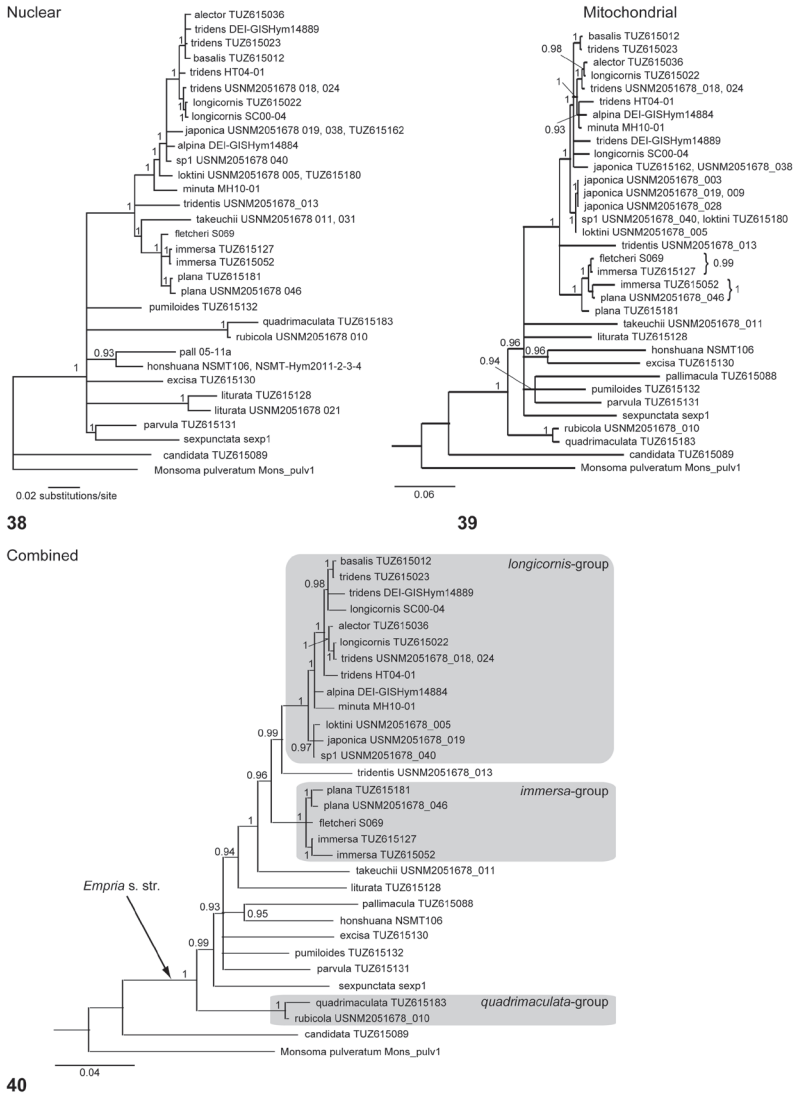 Nuclear
alector TUZ615036
tridens DEI-GISHym14889
tridens TUZ615023
basalis TUZ615012
1
tridens HT04-01
1
tridens USNM2051678 018, 024
1
longicornis TUZ615022
1
longicornis SC00-04
1
japonica USNM2051678 019, 038, TUZ615162
1
alpina DEI-GISHym14884
1
sp1 USNM2051678 040
1
loktini USNM2051678 005, TUZ615180
1
minuta MH10-01
1
tridentis USNM2051678_013
takeuchii USNM2051678 011, 031
1
fletcheri S069
immersa TUZ615127
1
1
immersa TUZ615052
plana TUZ615181
1
plana USNM2051678 046
pumiloides TUZ615132
quadrimaculata TUZ615183
1
rubicola USNM2051678 010
0.93
pall 05-11a
honshuana NSMT106, NSMT-Hym2011-2-3-4
1
excisa TUZ615130
liturata TUZ615128
1
liturata USNM2051678 021
parvula TUZ615131
1
sexpunctata sexp1
candidata TUZ615089
Monsoma pulveratum Mons_pulv1
0.02 substitutions/site
38
Mitochondrial
basalis TUZ615012
1
0.98
tridens TUZ615023
alector TUZ615036
longicornis TUZ615022
1
tridens USNM2051678_018, 024
tridens HT04-01
alpina DEI-GISHym14884
0.93
minuta MH10-01
tridens DEI-GISHym14889
1
longicornis SC00-04
japonica TUZ615162, USNM2051678_038
japonica USNM2051678_003
japonica USNM2051678_019, 009
1
japonica USNM2051678_028
sp1 USNM2051678_040, loktini TUZ615180
1
loktini USNM2051678_005
tridentis USNM2051678_013
fletcheri S069
0.99
immersa TUZ615127
1
immersa TUZ615052
1
plana USNM2051678_046
plana TUZ615181
takeuchii USNM2051678_011
liturata TUZ615128
0.96
honshuana NSMT106
0.96
excisa TUZ615130
0.94
pallimacula TUZ615088
1
pumiloides TUZ615132
parvula TUZ615131
sexpunctata sexp1
rubicola USNM2051678_010
1
quadrimaculata TUZ615183
candidata TUZ615089
Monsoma pulveratum Mons_pulv1
0.06
39
Combined
longicornis-group
1
basalis TUZ615012
tridens TUZ615023
0.98
tridens DEI-GISHym14889
longicornis SC00-04
1
alector TUZ615036
1
longicornis TUZ615022
1
tridens USNM2051678_018, 024
1
tridens HT04-01
1
alpina DEI-GISHym14884
minuta MH10-01
1
loktini USNM2051678_005
japonica USNM2051678_019
0.97
sp1 USNM2051678_040
0.99
tridentis USNM2051678_013
0.96
immersa-group
plana TUZ615181
1
plana USNM2051678_046
1
fletcheri S069
immersa TUZ615127
1
immersa TUZ615052
1
takeuchii USNM2051678_011
0.94
liturata TUZ615128
Empria s. str.
pallimacula TUZ615088
0.93
0.95
honshuana NSMT106
excisa TUZ615130
0.99
pumiloides TUZ615132
parvula TUZ615131
1
sexpunctata sexp1
quadrimaculata-group
quadrimaculata TUZ615183
1
rubicola USNM2051678_010
candidata TUZ615089
Monsoma pulveratum Mons_pulv1
0.04
40